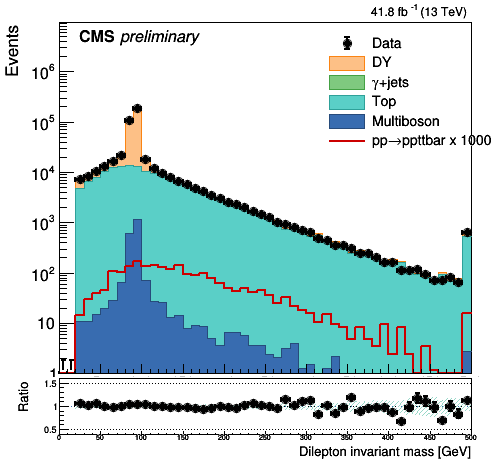 41.8 fb⁻¹ (13 TeV)
CMS preliminary
Events
Data
DY
γ+jets
Top
Multiboson
pp→ppttbar x 1000
10⁶
10⁵
10⁴
10³
10²
10
1
Ratio
1.5
1
0.5
0 50 100 150 200 250 300 350 400 450 500
Dilepton invariant mass [GeV]